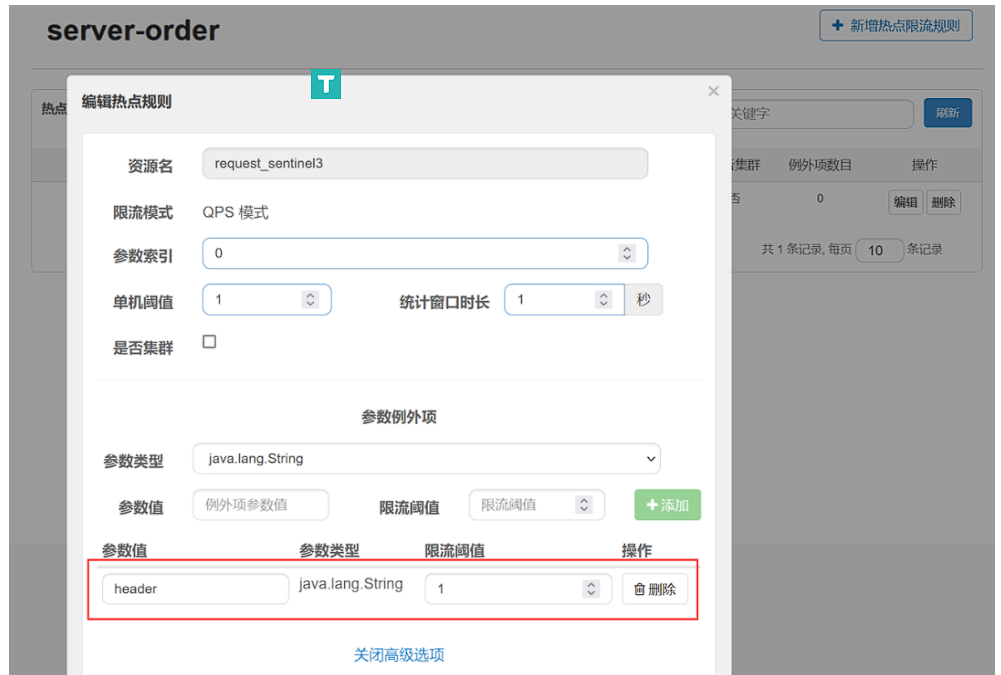 server-order
+ 新增热点限流规则
T
热点
编辑热点规则
×
关键字
刷新
资源名 request_sentinel3
集群 例外项数目 操作
限流模式 QPS 模式
否 0 编辑 删除
参数索引 0
共 1 条记录, 每页 10 条记录
单机阈值 1 统计窗口时长 1 秒
是否集群
参数例外项
参数类型 java.lang.String
参数值 例外项参数值 限流阈值 限流阈值 +添加
参数值 参数类型 限流阈值 操作
header java.lang.String 1 删除
关闭高级选项